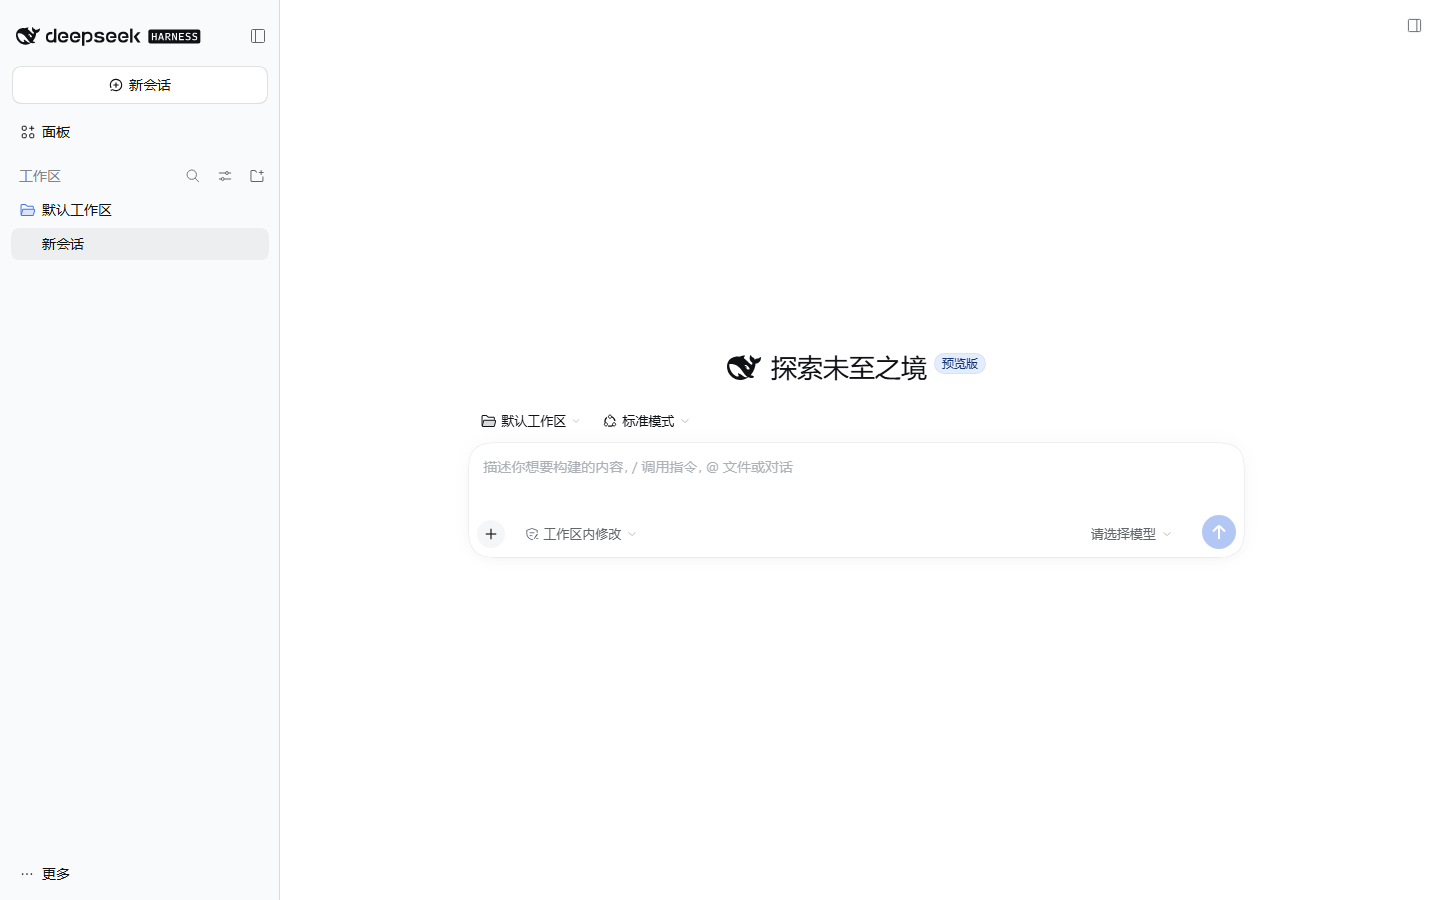 deepseek HARNESS
新会话
面板
工作区
默认工作区
新会话
探索未至之境 预览版
默认工作区 标准模式
描述你想要构建的内容, / 调用指令, @ 文件或对话
工作区内修改 请选择模型
更多